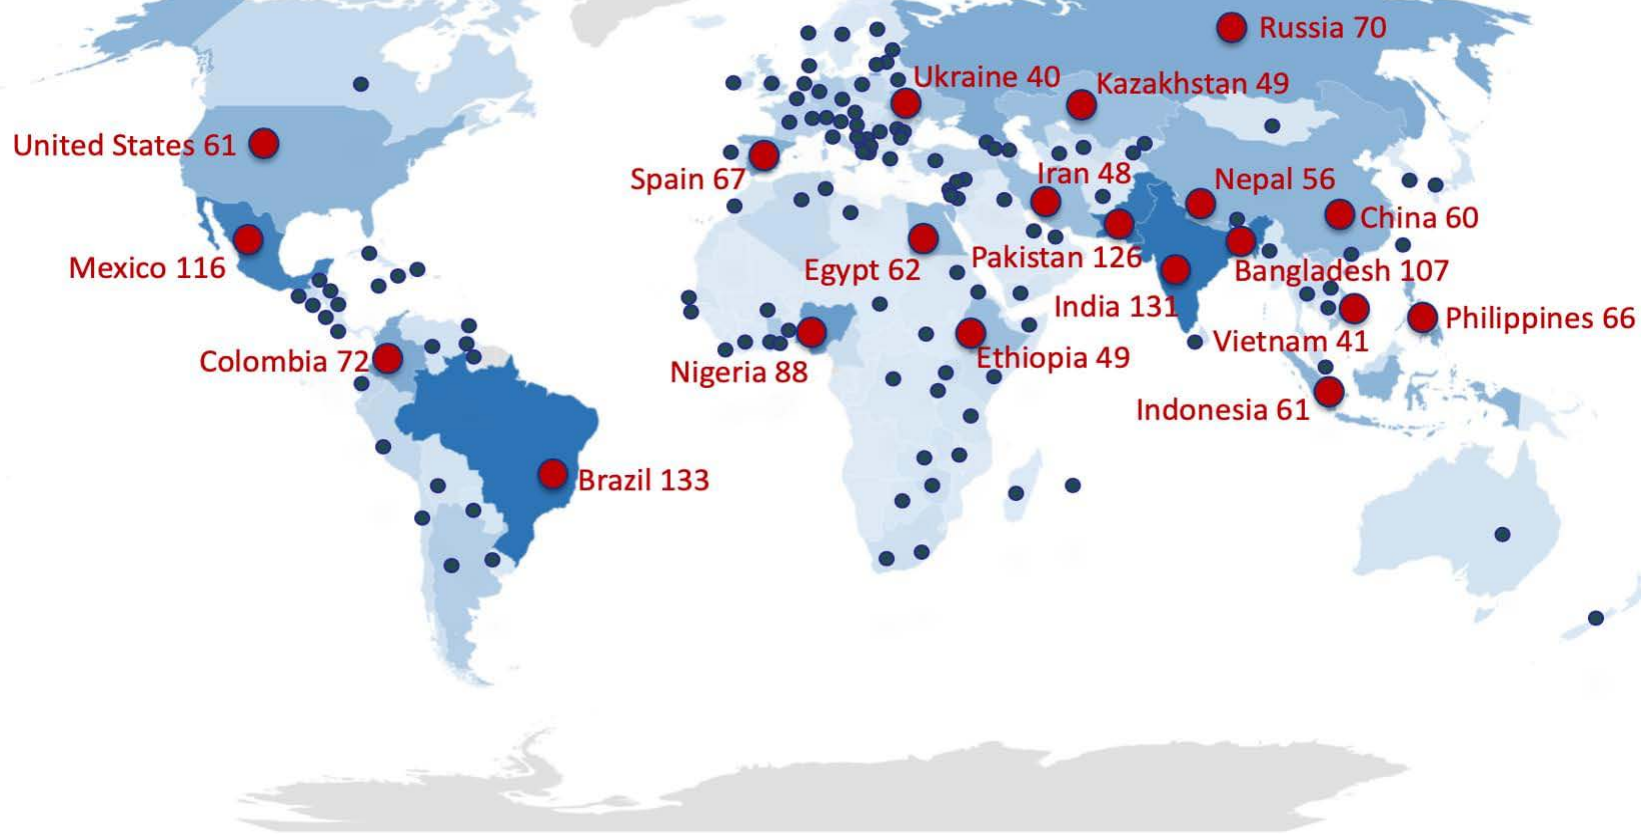 Russia 70
Ukraine 40
Kazakhstan 49
United States 61
Spain 67
Iran 48
Nepal 56
China 60
Mexico 116
Egypt 62
Pakistan 126
Bangladesh 107
India 131
Philippines 66
Vietnam 41
Colombia 72
Nigeria 88
Ethiopia 49
Indonesia 61
Brazil 133